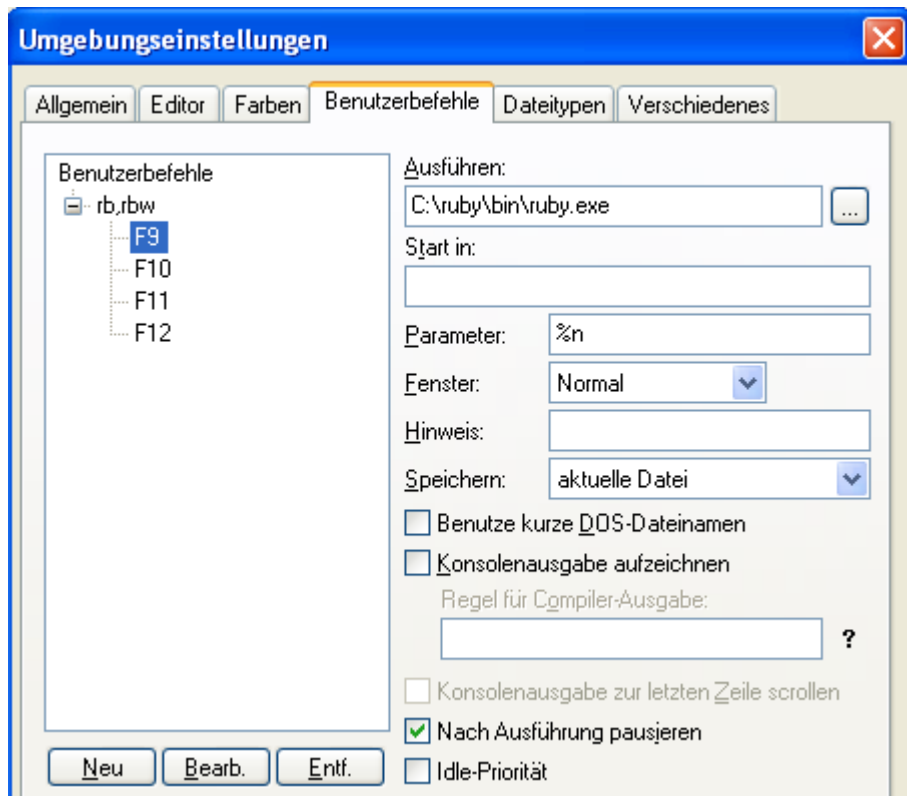 Umgebungseinstellungen
Allgemein Editor Farben Benutzerbefehle Dateitypen Verschiedenes
Benutzerbefehle
rb,rbw
F9
F10
F11
F12
Neu Bearb. Entf.
Ausführen:
C:\ruby\bin\ruby.exe ...
Start in:
Parameter: %n
Fenster: Normal
Hinweis:
Speichern: aktuelle Datei
Benutze kurze DOS-Dateinamen
Konsolenausgabe aufzeichnen
Regel für Compiler-Ausgabe:
?
Konsolenausgabe zur letzten Zeile scrollen
Nach Ausführung pausieren
Idle-Priorität